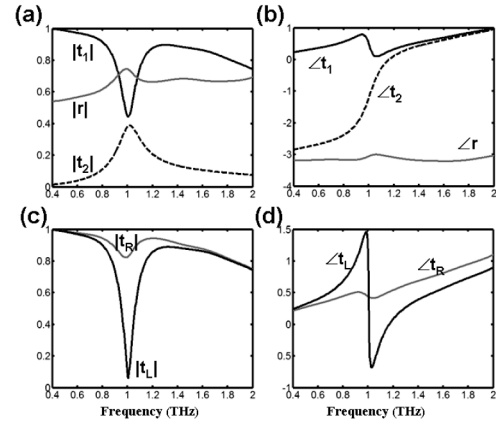 (a)
1
0.8
0.6
0.4
0.2
0
|t1|
|r|
|t2|
0.4 0.6 0.8 1 1.2 1.4 1.6 1.8 2
(b)
1
0
-1
-2
-3
-4
∠t1
∠t2
∠r
0.4 0.6 0.8 1 1.2 1.4 1.6 1.8 2
(c)
1
0.8
0.6
0.4
0.2
0
|tR|
|tL|
0.4 0.6 0.8 1 1.2 1.4 1.6 1.8 2
Frequency (THz)
(d)
1.5
1
0.5
0
-0.5
-1
∠tL
∠tR
0.4 0.6 0.8 1 1.2 1.4 1.6 1.8 2
Frequency (THz)